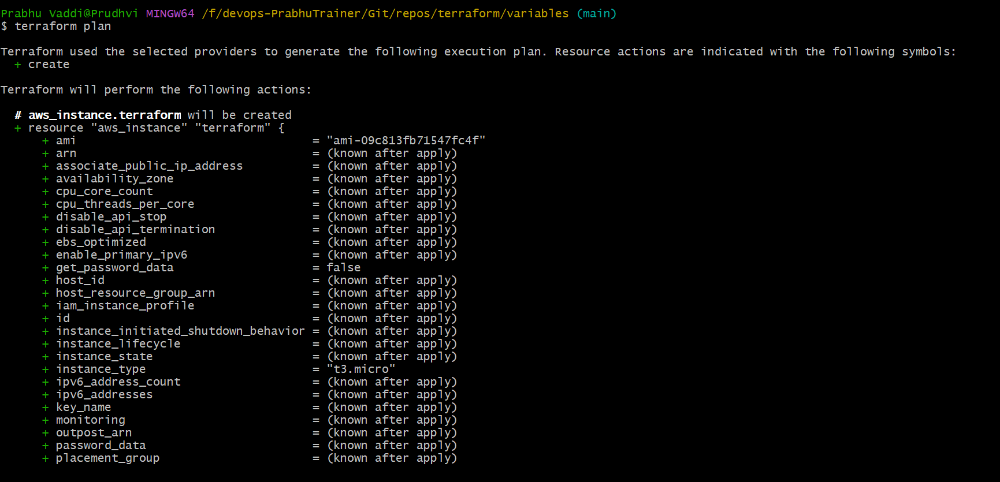 Prabhu Vaddi@Prudhvi MINGW64 /f/devops-PrabhuTrainer/Git/repos/terraform/variables (main)
$ terraform plan
Terraform used the selected providers to generate the following execution plan. Resource actions are indicated with the following symbols:
+ create
Terraform will perform the following actions:
# aws_instance.terraform will be created
+ resource "aws_instance" "terraform" {
+ ami = "ami-09c813fb71547fc4f"
+ arn = (known after apply)
+ associate_public_ip_address = (known after apply)
+ availability_zone = (known after apply)
+ cpu_core_count = (known after apply)
+ cpu_threads_per_core = (known after apply)
+ disable_api_stop = (known after apply)
+ disable_api_termination = (known after apply)
+ ebs_optimized = (known after apply)
+ enable_primary_ipv6 = (known after apply)
+ get_password_data = false
+ host_id = (known after apply)
+ host_resource_group_arn = (known after apply)
+ iam_instance_profile = (known after apply)
+ id = (known after apply)
+ instance_initiated_shutdown_behavior = (known after apply)
+ instance_lifecycle = (known after apply)
+ instance_state = (known after apply)
+ instance_type = "t3.micro"
+ ipv6_address_count = (known after apply)
+ ipv6_addresses = (known after apply)
+ key_name = (known after apply)
+ monitoring = (known after apply)
+ outpost_arn = (known after apply)
+ password_data = (known after apply)
+ placement_group = (known after apply)